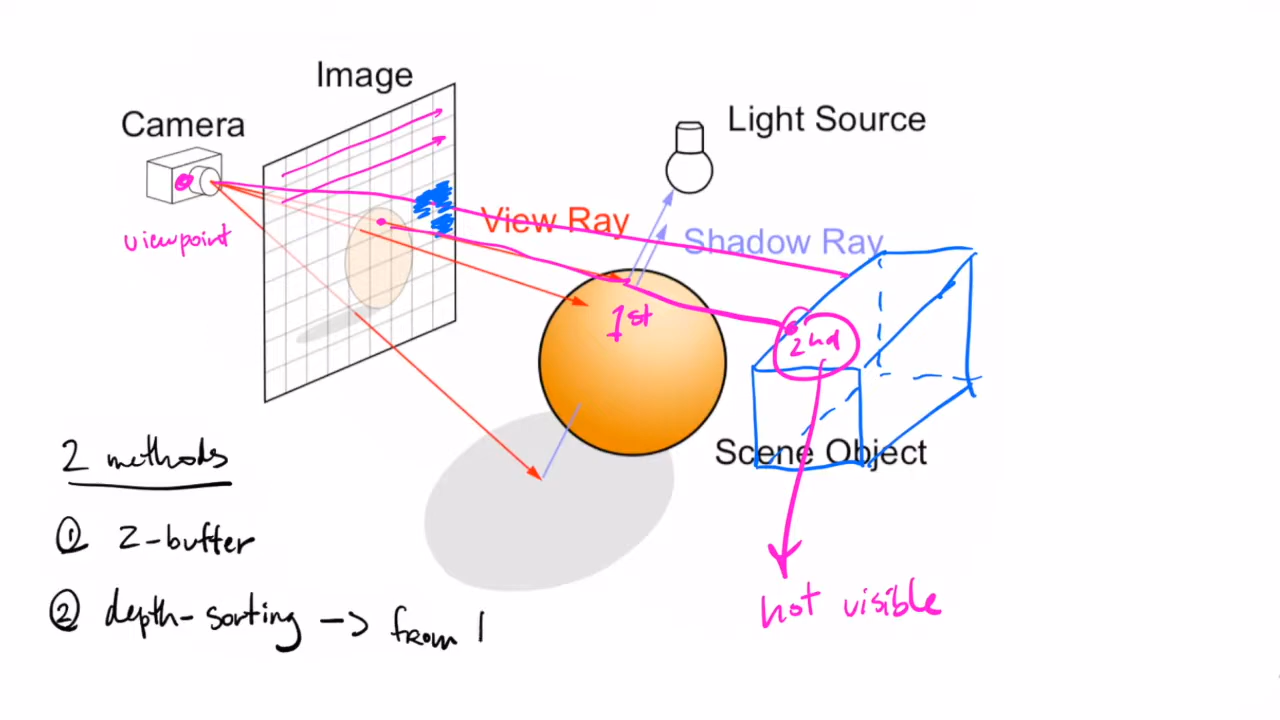 Image
Camera
Light Source
viewpoint
View Ray
Shadow Ray
1st
2nd
Scene Object
2 methods
① Z-buffer
② depth-sorting -> from
not visible